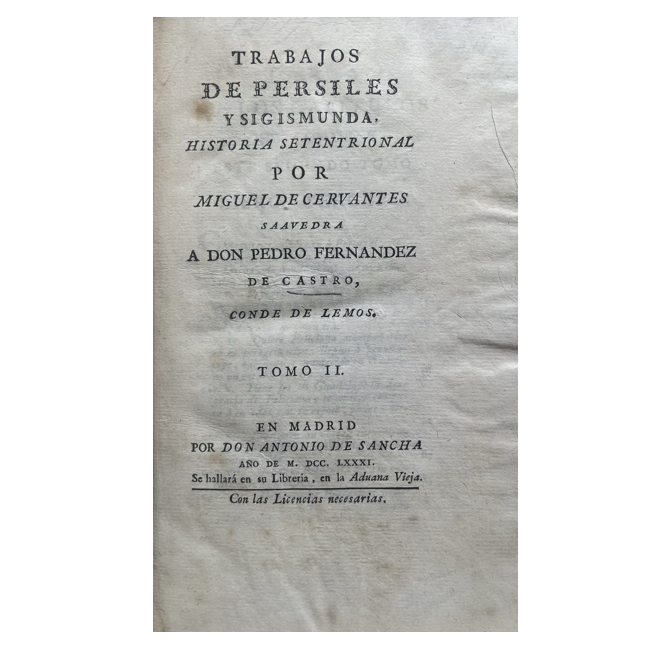 TRABAJOS
DE PERSILES
Y SIGISMUNDA,
HISTORIA SETENTRIONAL
POR
MIGUEL DE CERVANTES
SAAVEDRA
A DON PEDRO FERNANDEZ
DE CASTRO,
CONDE DE LEMOS.
TOMO II.
EN MADRID
POR DON ANTONIO DE SANCHA
AÑO DE M. DCC. LXXXI.
Se hallará en su Libreria, en la Aduana Vieja.
Con las Licencias necesarias.